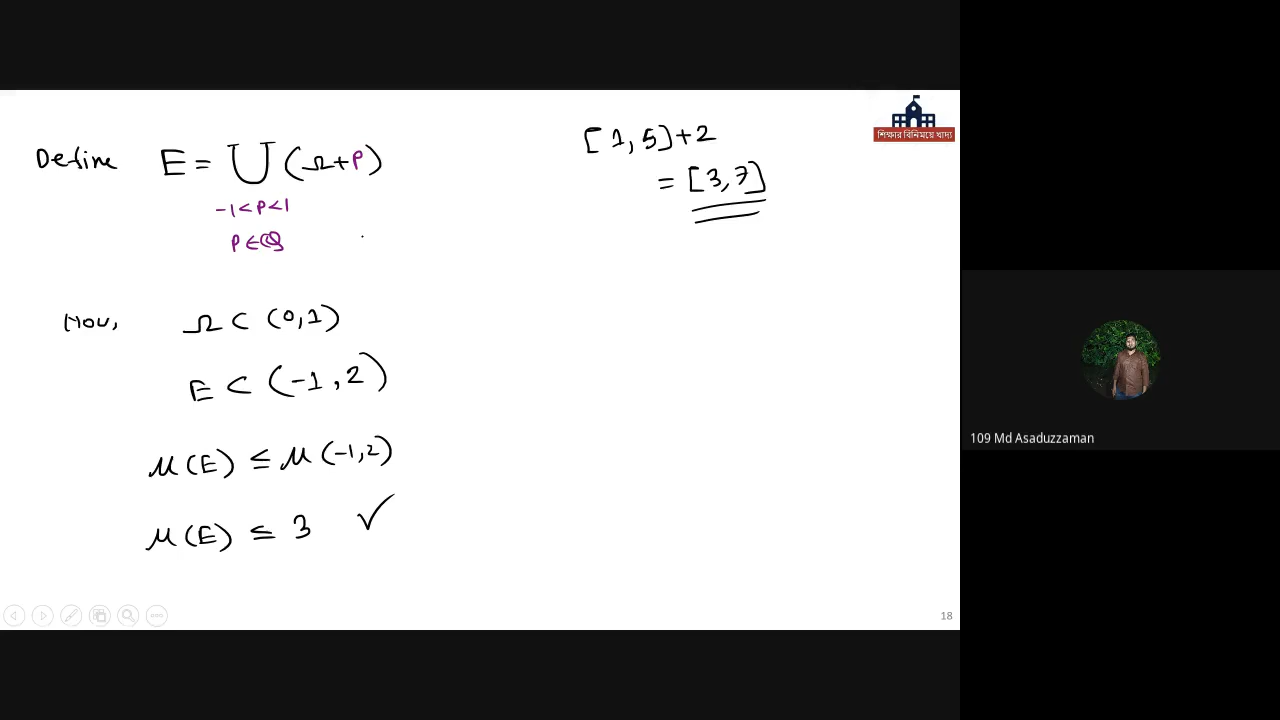 Define E = ⋃ (Ω+p)
-1<p<1
p∈ℚ
[1,5]+2
= [3,7]
শিক্ষার বিনিময়ে খাদ্য
Now, Ω ⊂ (0,1)
E ⊂ (-1,2)
μ(E) ≤ μ(-1,2)
μ(E) ≤ 3 ✓
18
109 Md Asaduzzaman